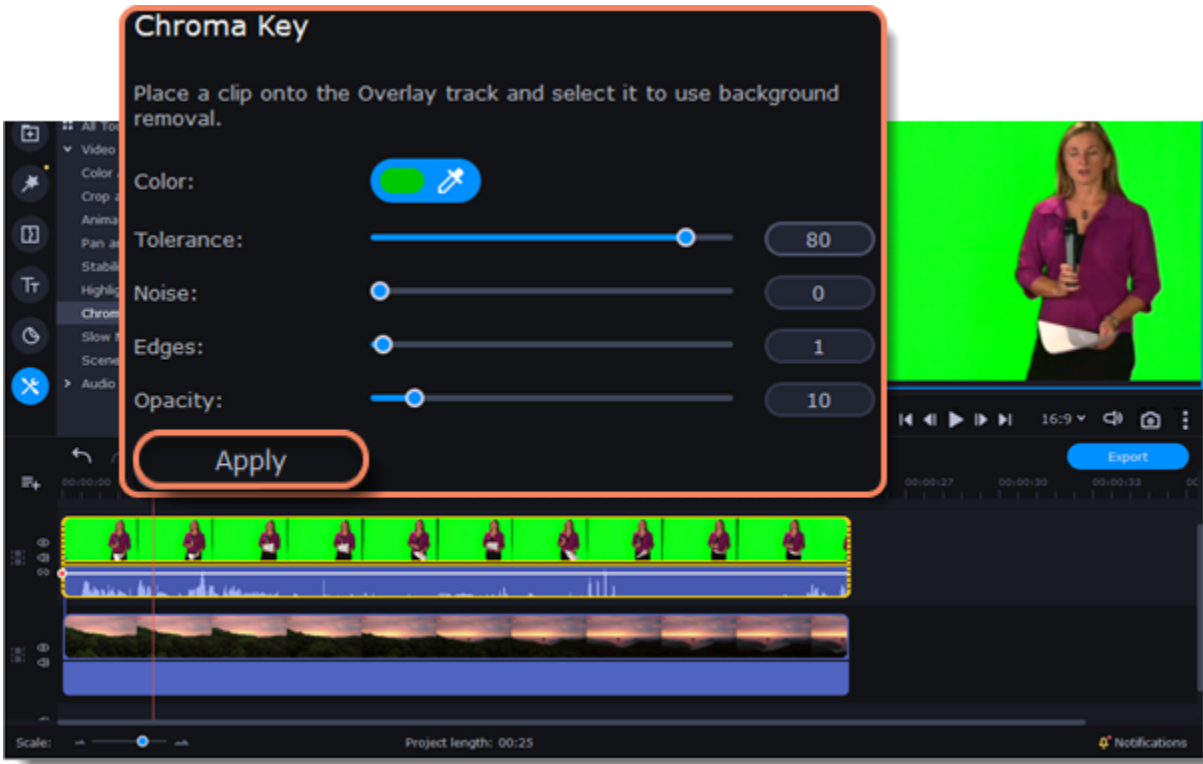 Chroma Key
Place a clip onto the Overlay track and select it to use background
removal.
Color:
Tolerance:
80
Noise:
0
Edges:
1
Opacity:
10
Apply
All Too
Video
Color
Crop a
Anima
Pan an
Stabili
Highlig
Chrom
Slow
Scene
Audio
16:9
Export
00:00:00
00:00:27
00:00:30
00:00:33
Scale:
Project length: 00:25
Notifications